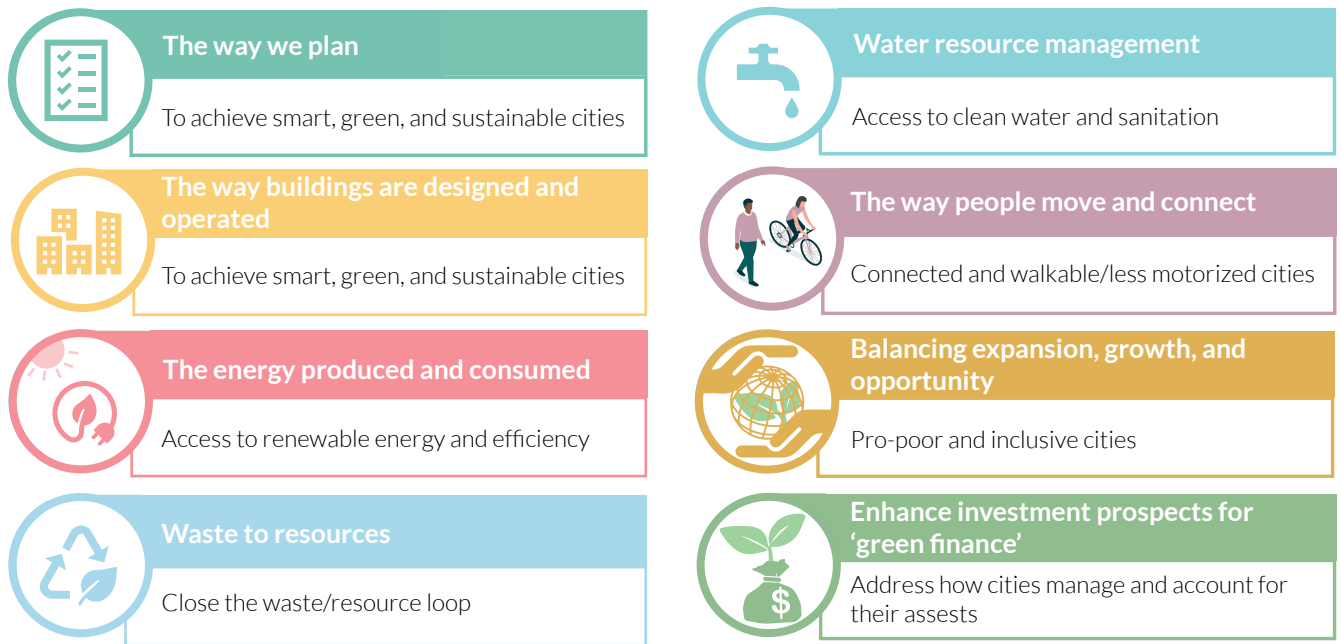 The way we plan
To achieve smart, green, and sustainable cities
The way buildings are designed and
operated
To achieve smart, green, and sustainable cities
The energy produced and consumed
Access to renewable energy and efficiency
Waste to resources
Close the waste/resource loop
Water resource management
Access to clean water and sanitation
The way people move and connect
Connected and walkable/less motorized cities
Balancing expansion, growth, and
opportunity
Pro-poor and inclusive cities
Enhance investment prospects for
‘green finance’
Address how cities manage and account for
their assests
$